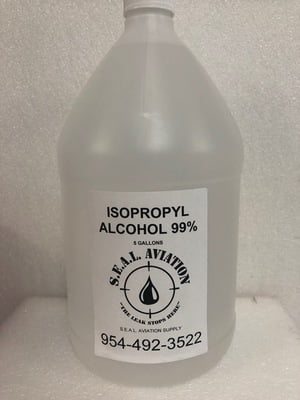 ISOPROPYL
ALCOHOL 99%
5 GALLONS
S.E.A.L. AVIATION
"THE LEAK STOPS HERE"
S.E.A.L. AVIATION SUPPLY
954-492-3522